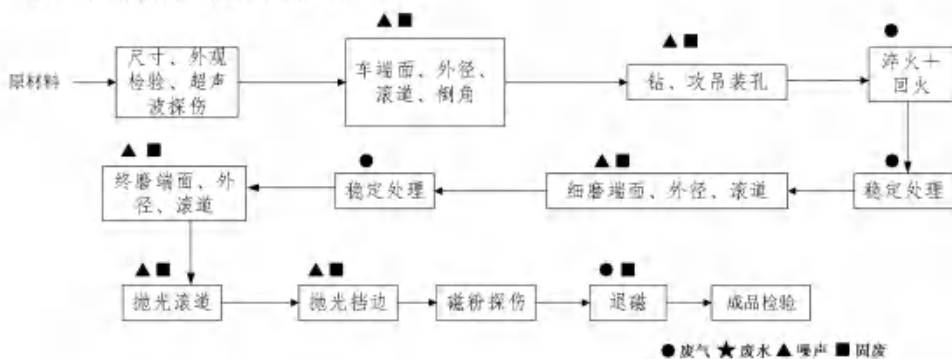 原材料
尺寸、外观
检验、超声
波探伤
车端面、外径、
滚道、倒角
钻、攻吊装孔
淬火+
回火
稳定处理
细磨端面、外径、滚道
稳定处理
终磨端面、外
径、滚道
抛光滚道
抛光挡边
磁粉探伤
退磁
成品检验
●废气 ★废水 ▲噪声 ■固废